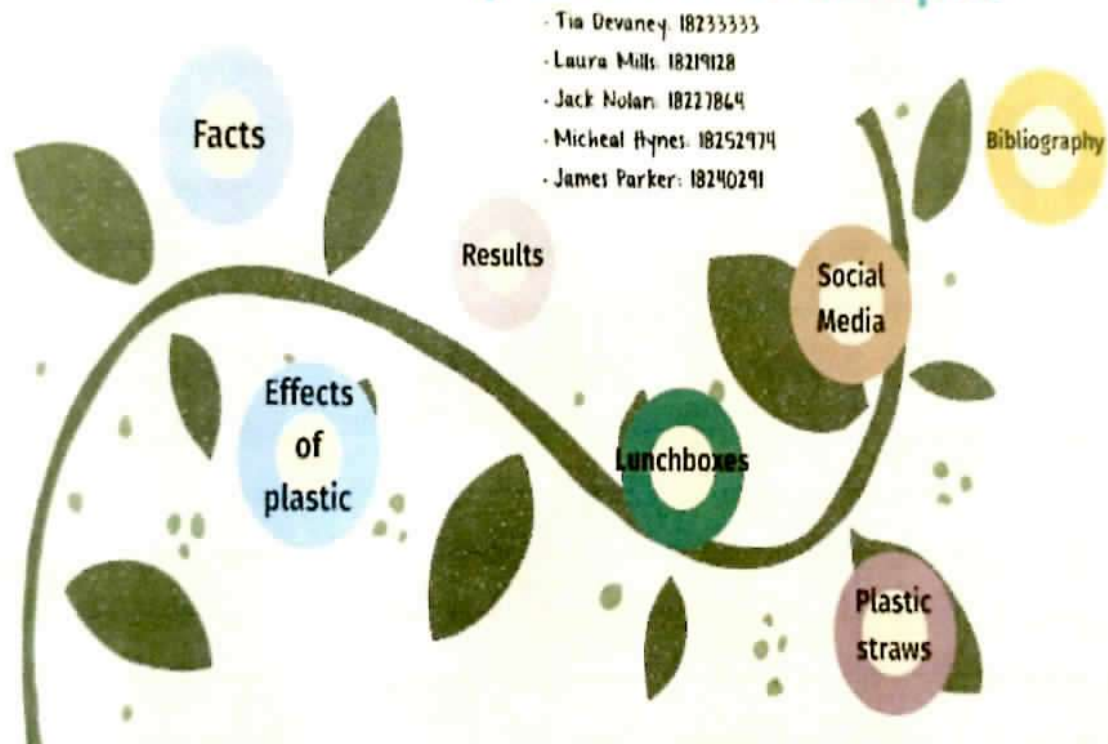 · Tia Devaney: 18233333
· Laura Mills: 18219128
· Jack Nolan: 18227864
· Micheal Hynes: 18252974
· James Parker: 18240291
Facts
Bibliography
Results
Social
Media
Effects
of
plastic
Lunchboxes
Plastic
straws